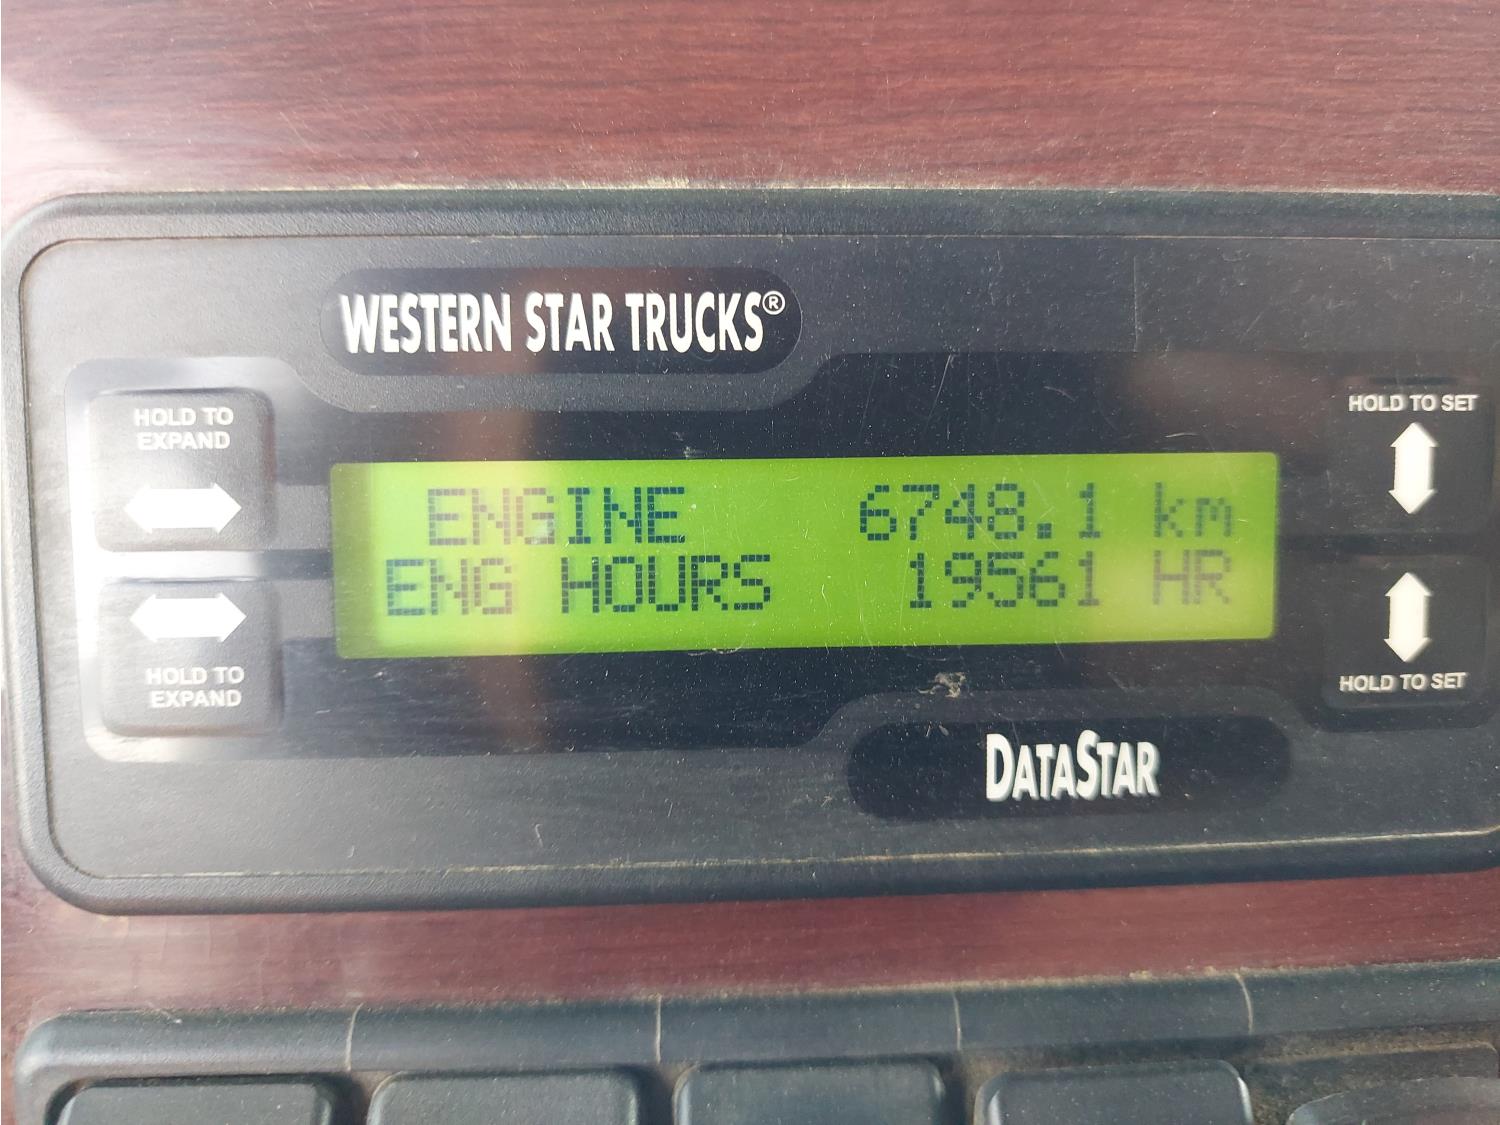 WESTERN STAR TRUCKS®
HOLD TO
EXPAND
HOLD TO SET
ENGINE 6748.1 km
ENG HOURS 19561 HR
HOLD TO
EXPAND
HOLD TO SET
DATASTAR